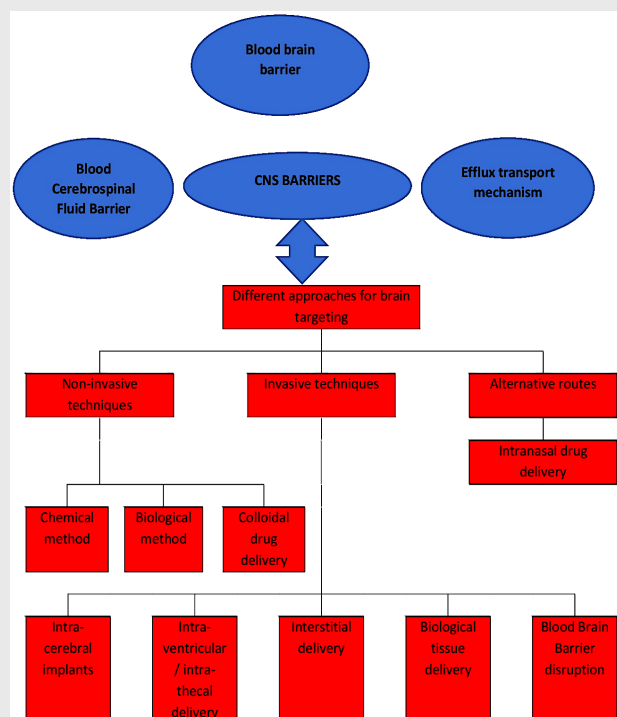 Blood brain
barrier
Blood
Cerebrospinal
Fluid Barrier
CNS BARRIERS
Efflux transport
mechanism
Different approaches for brain
targeting
Non-invasive
techniques
Invasive techniques
Alternative routes
Intranasal drug
delivery
Chemical
method
Biological
method
Colloidal
drug
delivery
Intra-
cerebral
implants
Intra-
ventricular
/ intra-
thecal
delivery
Interstitial
delivery
Biological
tissue
delivery
Blood Brain
Barrier
disruption